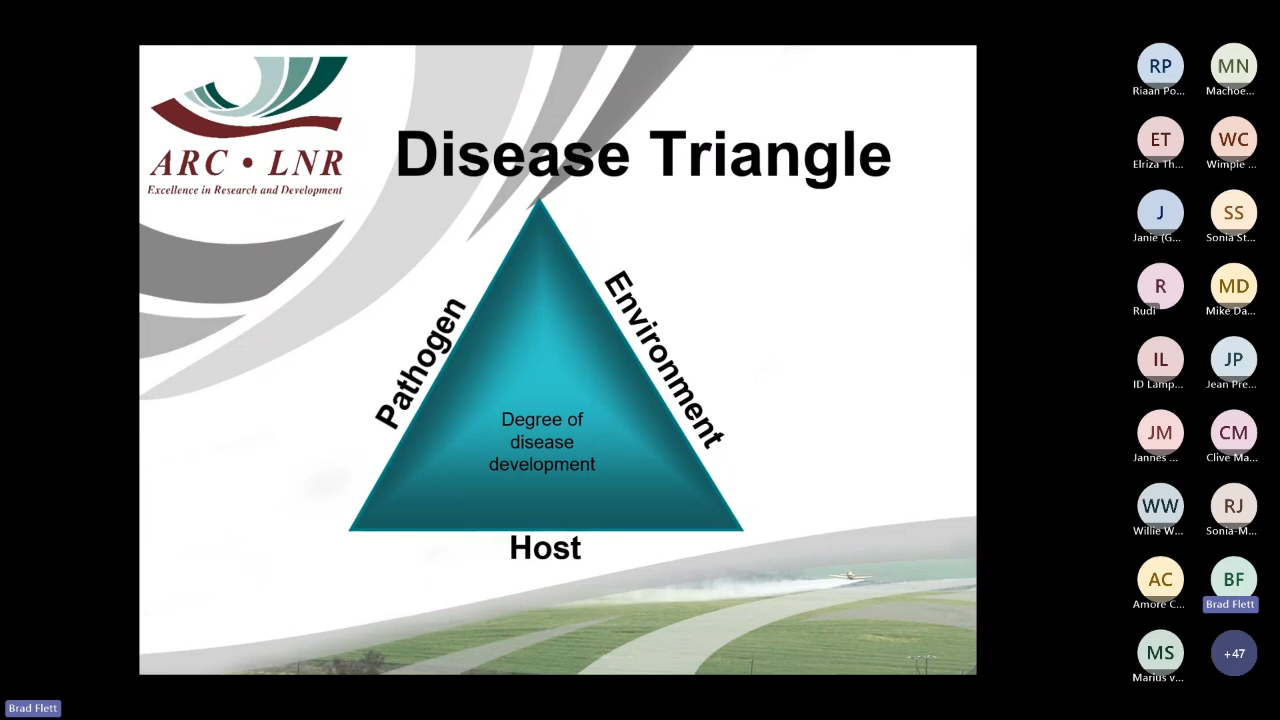 ARC • LNR
Excellence in Research and Development
Disease Triangle
Pathogen
Environment
Degree of
disease
development
Host
RP
Riaan Po...
MN
Machoe...
ET
Elriza Th...
WC
Wimpie ...
J
Janie (G...
SS
Sonia St...
R
Rudi
MD
Mike Da...
IL
ID Lamp...
JP
Jean Pre...
JM
Jannes ...
CM
Clive Ma...
WW
Willie W...
RJ
Sonia-M...
AC
Amore C...
BF
Brad Flett
MS
Marius v...
+47
Brad Flett